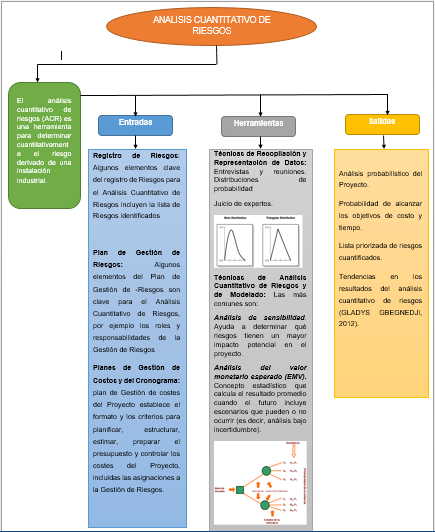 ANALISIS CUANTITATIVO DE
RIESGOS
El análisis
cuantitativo de
riesgos (ACR) es
una herramienta
para determinar
cuantitativament
e el riesgo
derivado de una
instalación
industrial.
Entradas
Registro de Riesgos:
Algunos elementos clave
del registro de Riesgos para
el Análisis Cuantitativo de
Riesgos incluyen la lista de
Riesgos identificados
Plan de Gestión de
Riesgos: Algunos
elementos del Plan de
Gestión de -Riesgos son
clave para el Análisis
Cuantitativo de Riesgos,
por ejemplo los roles y
responsabilidades de la
Gestión de Riesgos
Planes de Gestión de
Costos y del Cronograma:
plan de Gestión de costes
del Proyecto establece el
formato y los criterios para
planificar, estructurar,
estimar, preparar el
presupuesto y controlar los
costes del Proyecto,
incluidas las asignaciones a
la Gestión de Riesgos.
Herramientas
Técnicas de Recopilación y
Representación de Datos:
Entrevistas y reuniones.
Distribuciones de
probabilidad
Juicio de expertos.
Beta Distribution
Triangular Distribution
Técnicas de Análisis
Cuantitativo de Riesgos y
de Modelado: Las más
comunes son:
Análisis de sensibilidad.
Ayuda a determinar qué
riesgos tienen un mayor
impacto potencial en el
proyecto.
Análisis del valor
monetario esperado (EMV).
Concepto estadístico que
calcula el resultado promedio
cuando el futuro incluye
escenarios que pueden o no
ocurrir (es decir, análisis bajo
incertidumbre).
Salidas
Análisis probabilístico del
Proyecto.
Probabilidad de alcanzar
los objetivos de costo y
tiempo.
Lista priorizada de riesgos
cuantificados.
Tendencias en los
resultados del análisis
cuantitativo de riesgos
(GLADYS GBEGNEDJI,
2012).